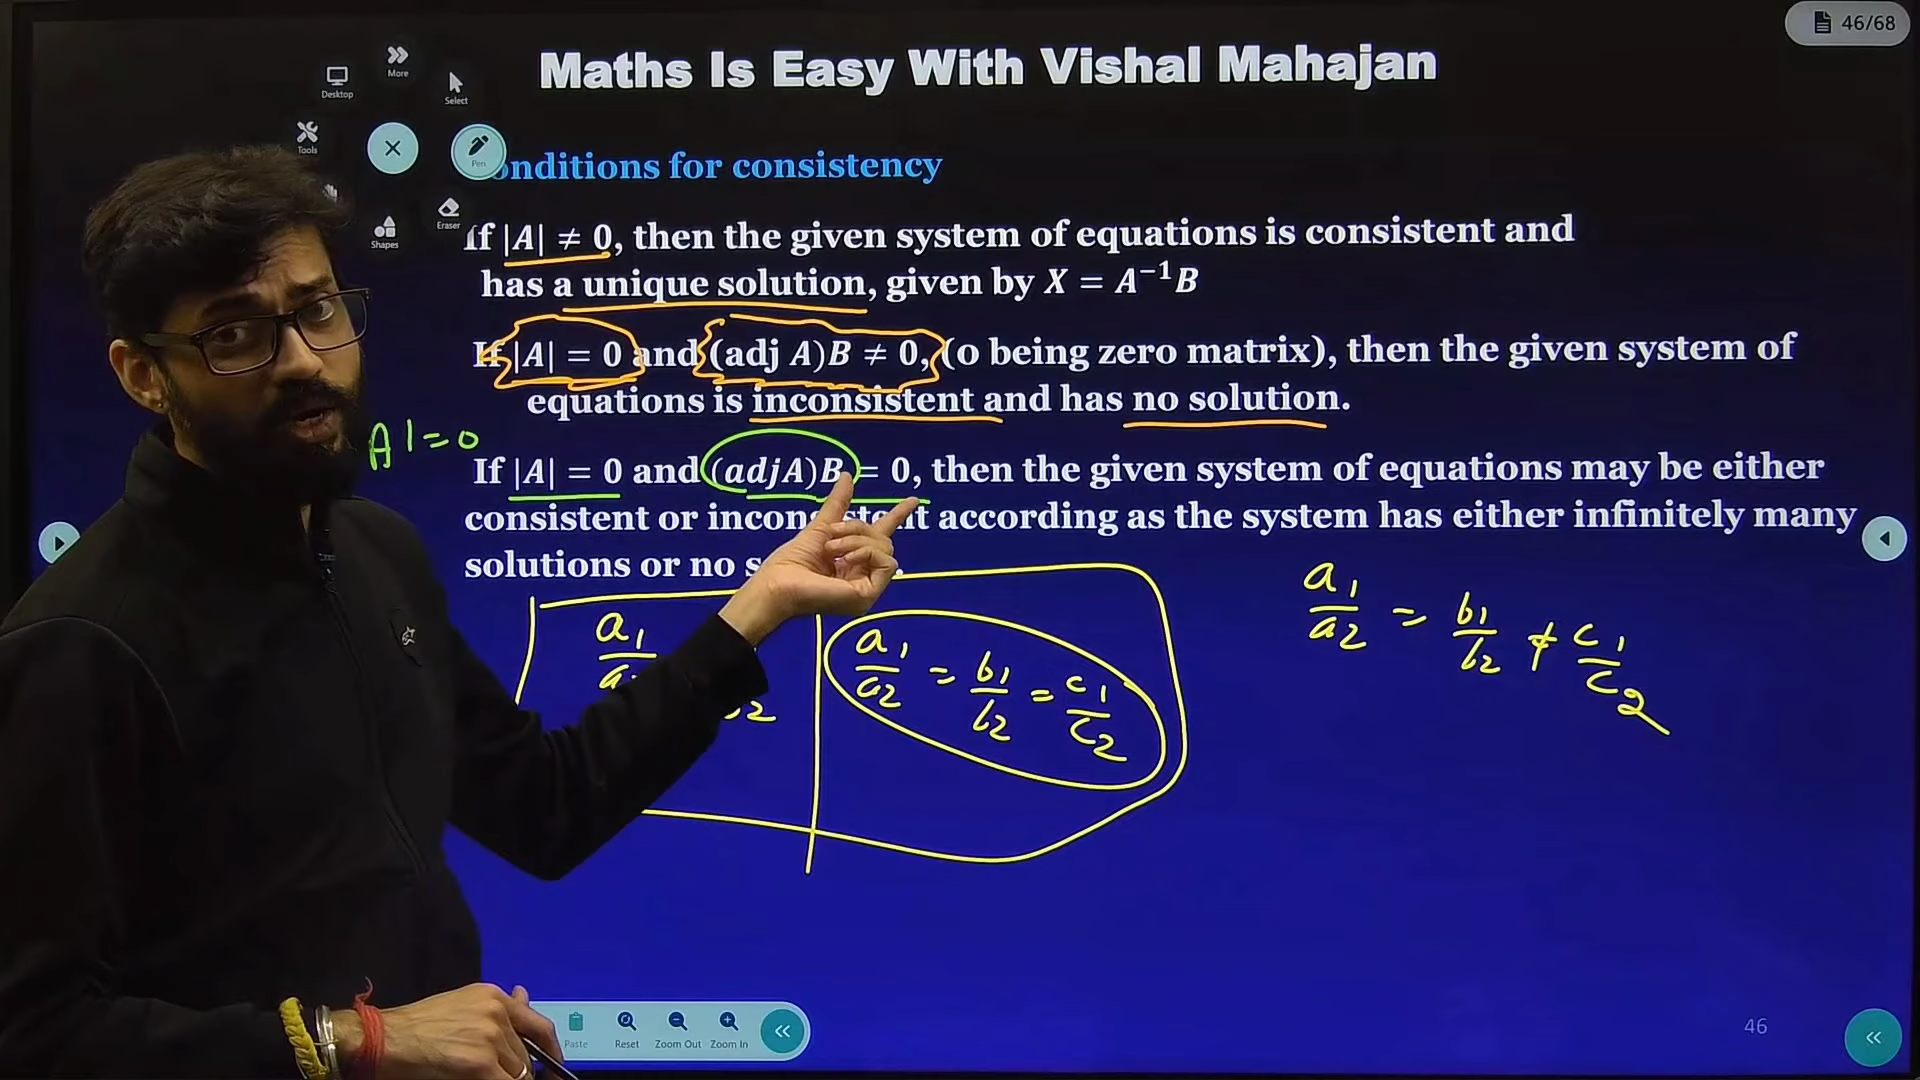 46/68
Maths Is Easy With Vishal Mahajan
More
Desktop
Select
Tools
Pen
onditions for consistency
Eraser
Shapes
If |A| ≠ 0, then the given system of equations is consistent and
has a unique solution, given by X = A⁻¹B
If |A| = 0 and (adj A)B ≠ 0, (0 being zero matrix), then the given system of
equations is inconsistent and has no solution.
A| = 0
If |A| = 0 and (adjA)B = 0, then the given system of equations may be either
consistent or inconsistent according as the system has either infinitely many
solutions or no
a₁/a₂ = b₁/b₂ ≠ c₁/c₂
a₁
a₁/a₂ = b₁/b₂ = c₁/c₂
46
Paste
Reset
Zoom Out
Zoom In